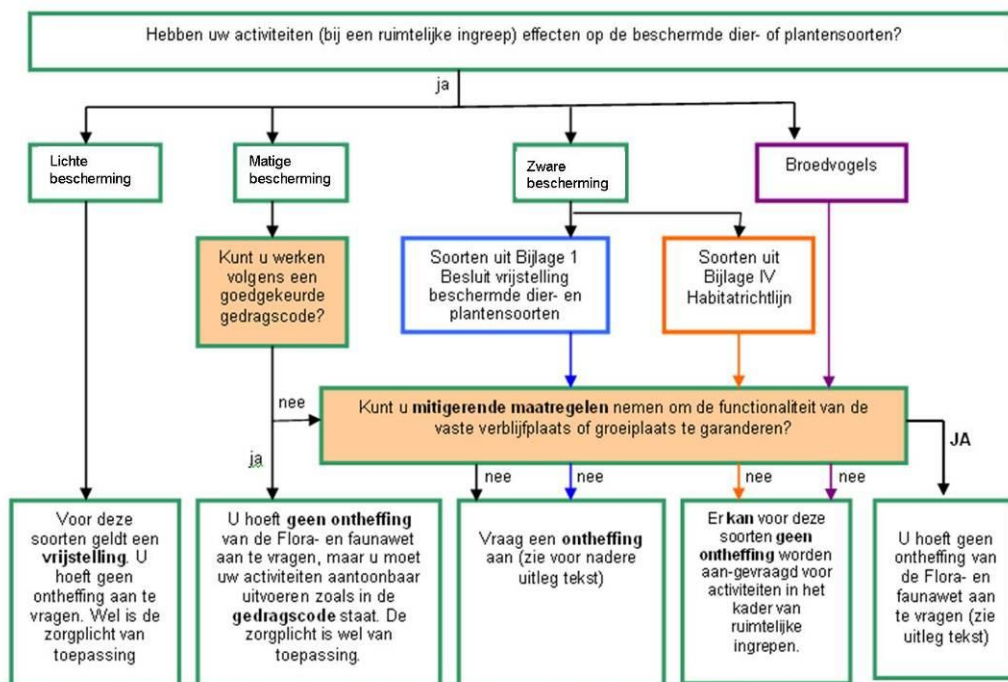 Hebben uw activiteiten (bij een ruimtelijke ingreep) effecten op de beschermde dier- of plantensoorten?
ja
Lichte
bescherming
Matige
bescherming
Zware
bescherming
Broedvogels
Kunt u werken
volgens een
goedgekeurde
gedragscode?
Soorten uit Bijlage 1
Besluit vrijstelling
beschermde dier- en
plantensoorten
Soorten uit
Bijlage IV
Habitatrichtlijn
nee
Kunt u mitigerende maatregelen nemen om de functionaliteit van de
vaste verblijfplaats of groeiplaats te garanderen?
JA
ja
nee
nee
nee
nee
Voor deze
soorten geldt een
vrijstelling. U
hoeft geen
ontheffing aan te
vragen. Wel is de
zorgplicht van
toepassing
U hoeft geen ontheffing
van de Flora- en faunawet
aan te vragen, maar u moet
uw activiteiten aantoonbaar
uitvoeren zoals in de
gedragscode staat. De
zorgplicht is wel van
toepassing.
Vraag een ontheffing
aan (zie voor nadere
uitleg tekst)
Er kan voor deze
soorten geen
ontheffing worden
aan-gevraagd voor
activiteiten in het
kader van
ruimtelijke
ingrepen.
U hoeft geen
ontheffing van
de Flora- en
faunawet aan
te vragen (zie
uitleg tekst)